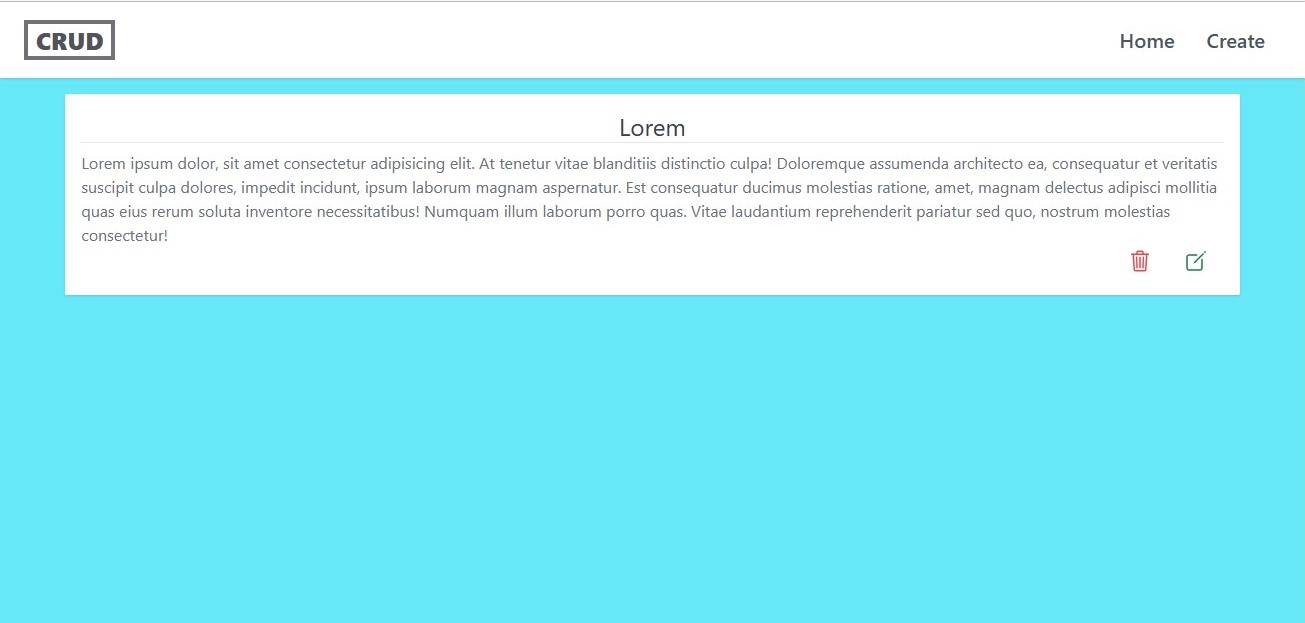 CRUD
Home
Create
Lorem
Lorem ipsum dolor, sit amet consectetur adipisicing elit. At tenetur vitae blanditiis distinctio culpa! Doloremque assumenda architecto ea, consequatur et veritatis
suscipit culpa dolores, impedit incidunt, ipsum laborum magnam aspernatur. Est consequatur ducimus molestias ratione, amet, magnam delectus adipisci mollitia
quas eius rerum soluta inventore necessitatibus! Numquam illum laborum porro quas. Vitae laudantium reprehenderit pariatur sed quo, nostrum molestias
consectetur!